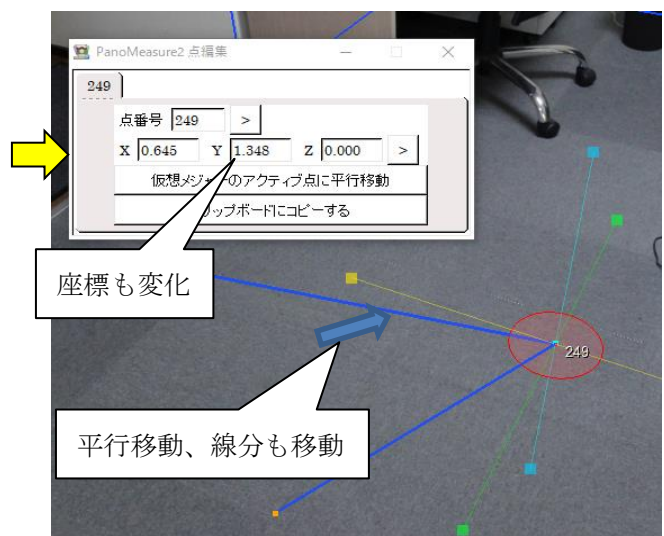 PanoMeasure2 点編集
249
点番号 249 >
X 0.645 Y 1.348 Z 0.000 >
仮想メジャーのアクティブ点に平行移動
リップボードにコピーする
座標も変化
249
平行移動、線分も移動